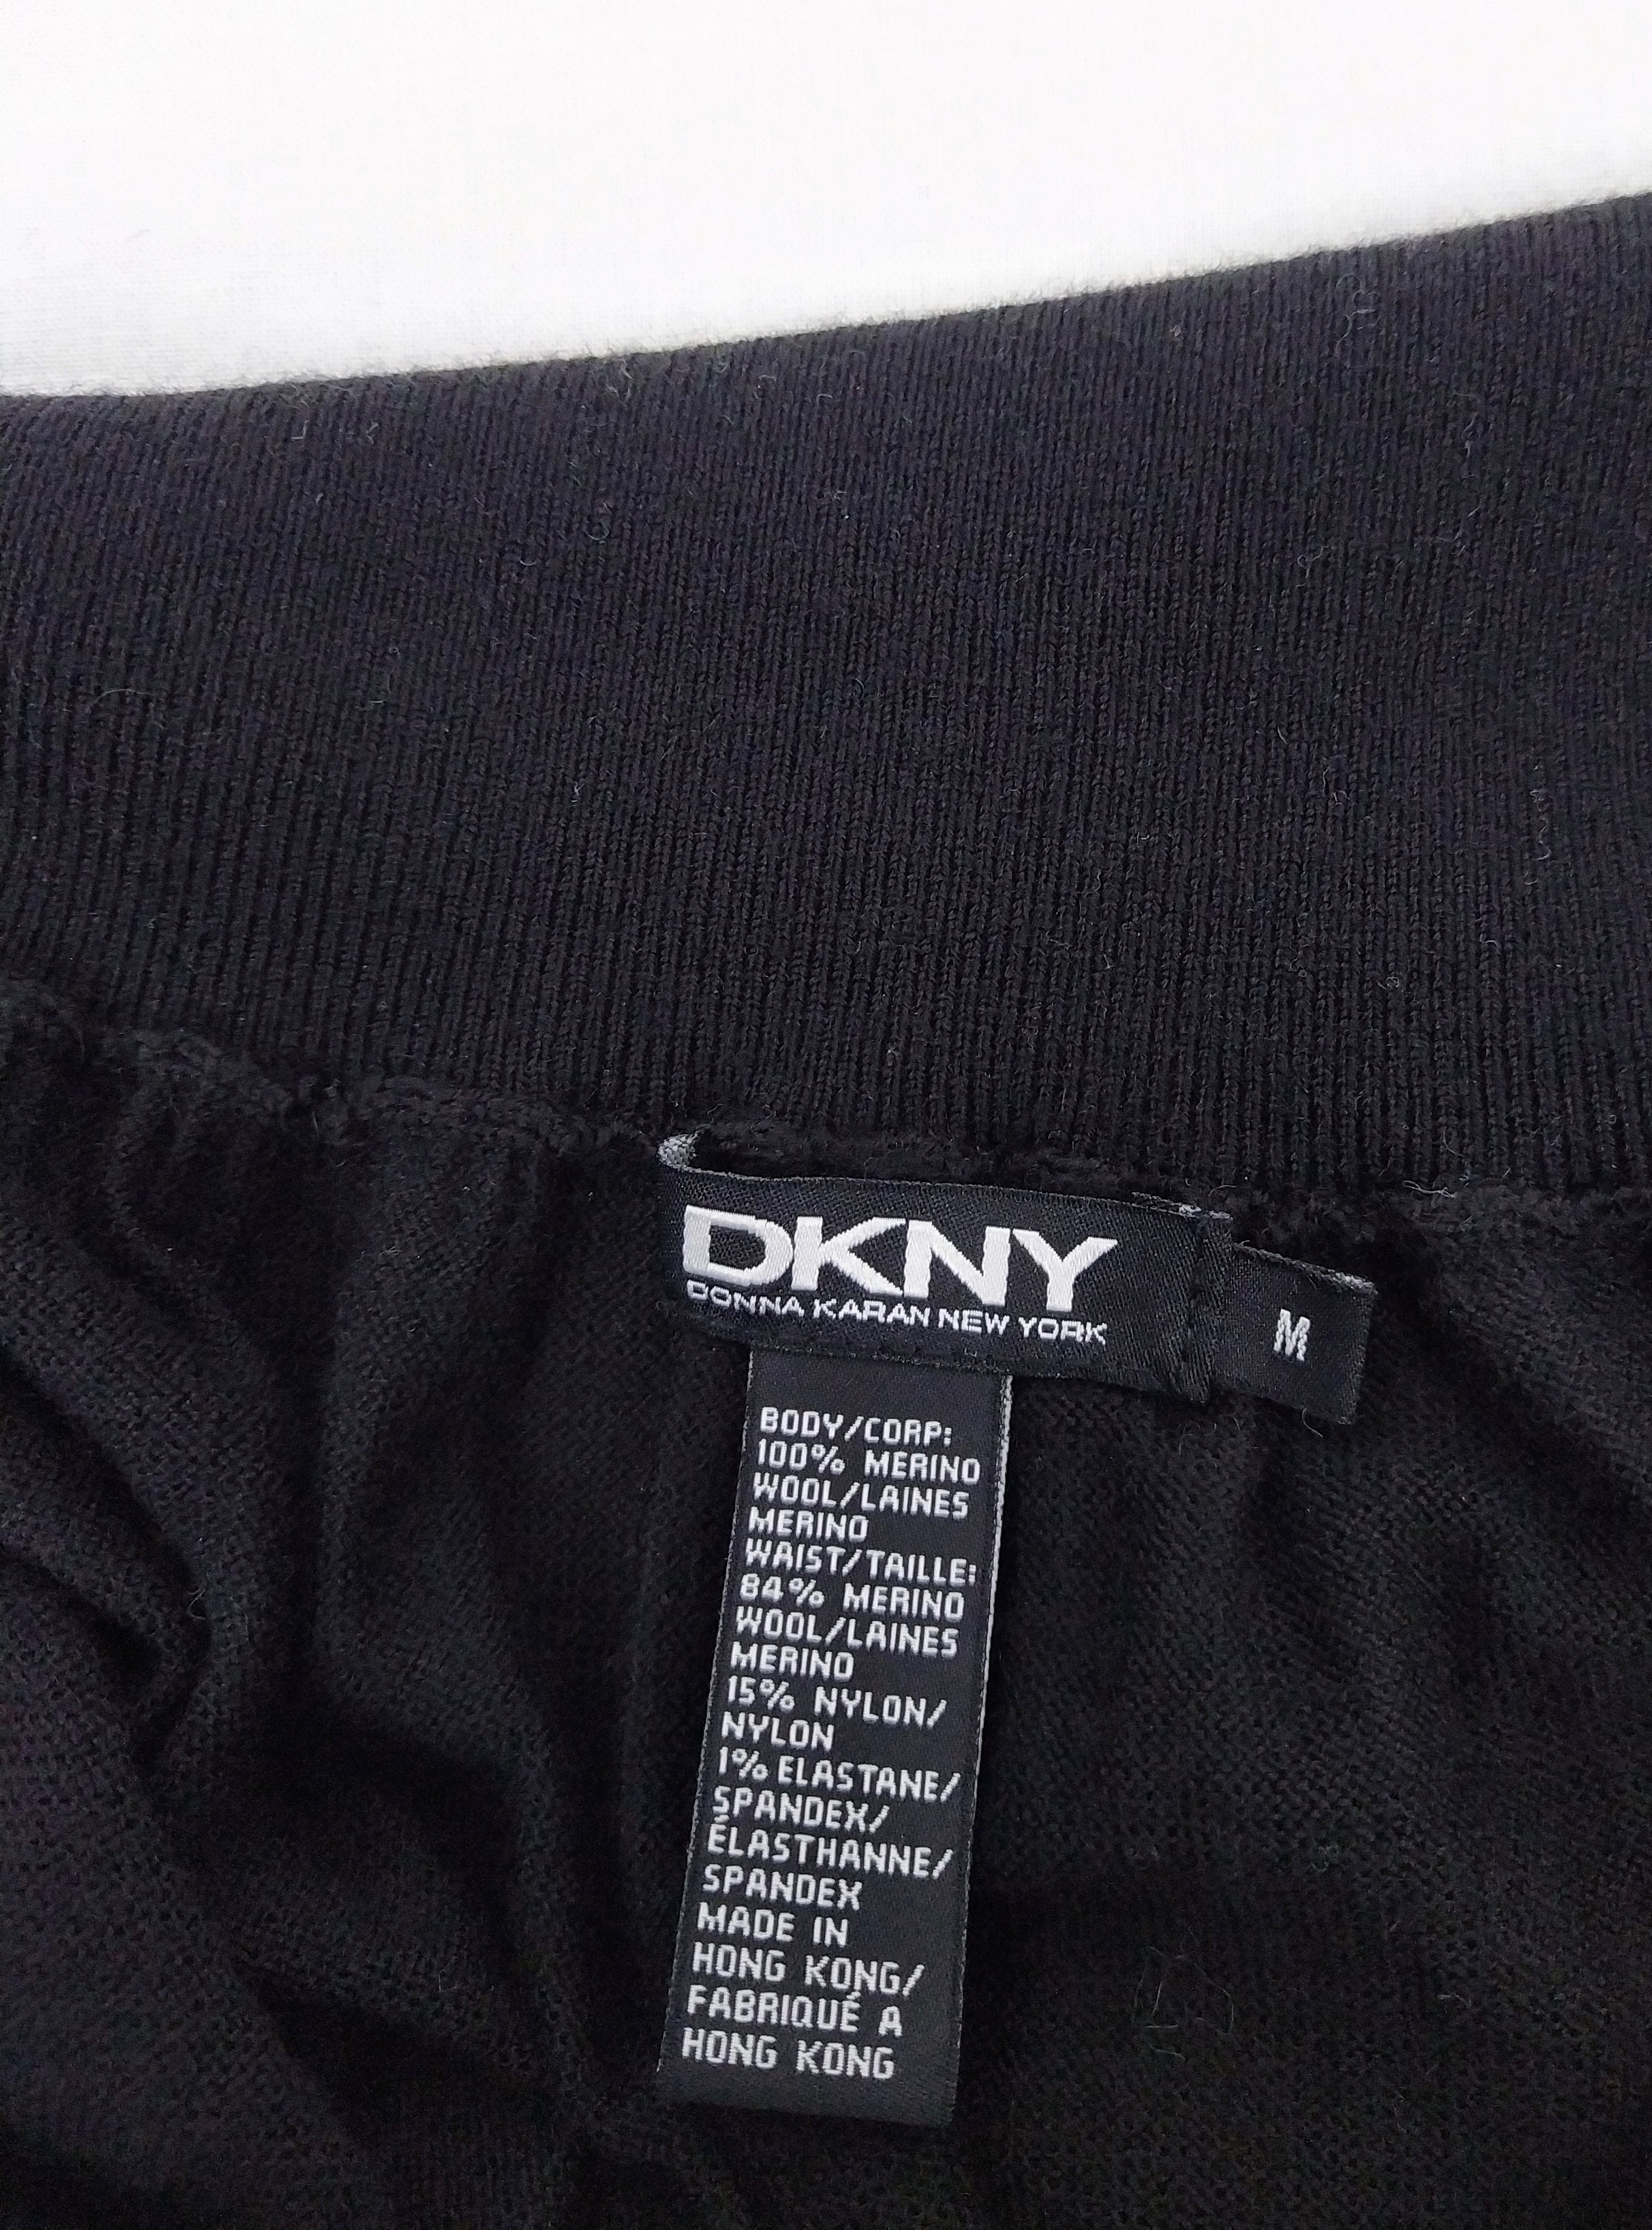 DKNY
DONNA KARAN NEW YORK
M
BODY/CORP:
100% MERINO
WOOL/LAINES
MERINO
WAIST/TAILLE:
84% MERINO
WOOL/LAINES
MERINO
15% NYLON/
NYLON
1% ELASTANE/
SPANDEX/
ÉLASTHANNE/
SPANDEX
MADE IN
HONG KONG/
FABRIQUÉ A
HONG KONG